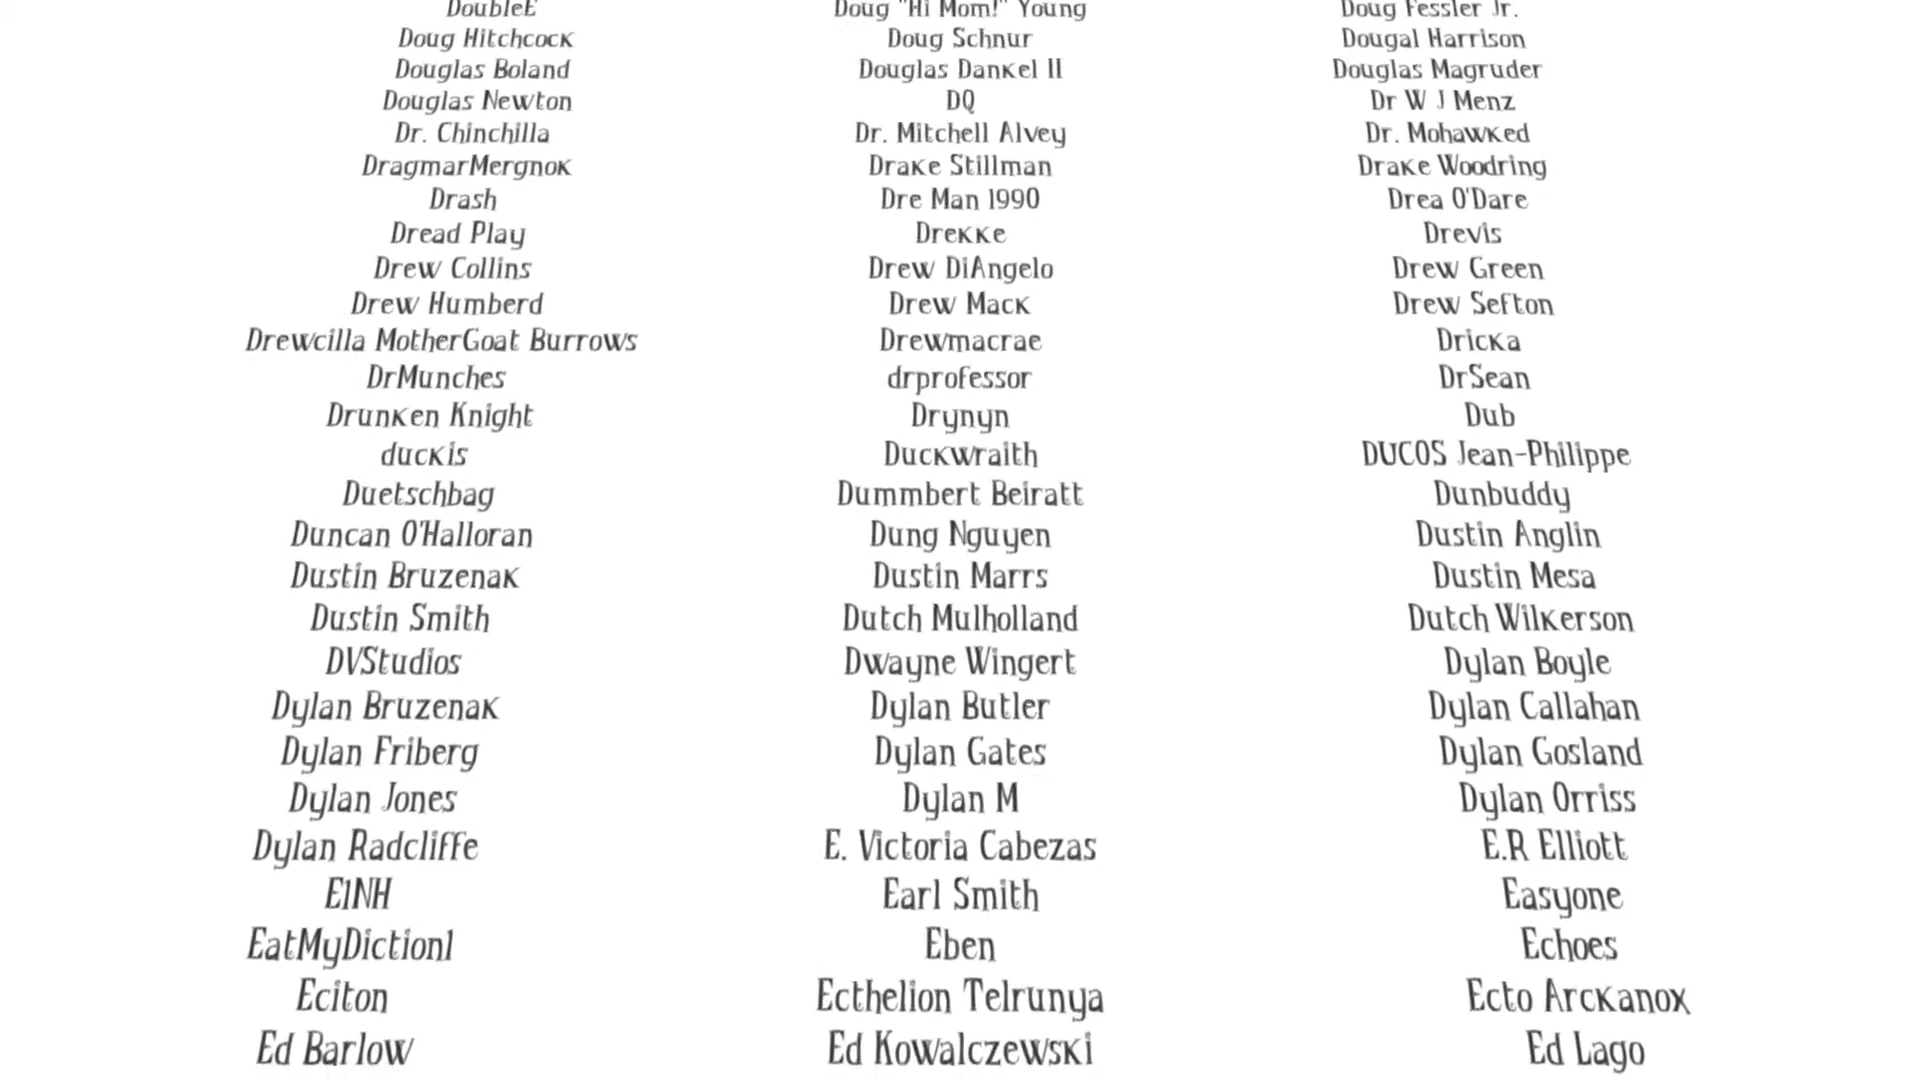 DoubleE Doug "Hi Mom!" Young Doug Fessler Jr.
Doug Hitchcock Doug Schnur Dougal Harrison
Douglas Boland Douglas Dankel II Douglas Magruder
Douglas Newton DQ Dr W J Menz
Dr. Chinchilla Dr. Mitchell Alvey Dr. Mohawked
DragmarMergnok Drake Stillman Drake Woodring
Drash Dre Man 1990 Drea O'Dare
Dread Play Drekke Drevis
Drew Collins Drew DiAngelo Drew Green
Drew Humberd Drew Mack Drew Sefton
Drewcilla MotherGoat Burrows Drewmacrae Dricka
DrMunches drprofessor DrSean
Drunken Knight Drynyn Dub
duckis Duckwraith DUCOS Jean-Philippe
Duetschbag Dummbert Beiratt Dunbuddy
Duncan O'Halloran Dung Nguyen Dustin Anglin
Dustin Bruzenak Dustin Marrs Dustin Mesa
Dustin Smith Dutch Mulholland Dutch Wilkerson
DVStudios Dwayne Wingert Dylan Boyle
Dylan Bruzenak Dylan Butler Dylan Callahan
Dylan Friberg Dylan Gates Dylan Gosland
Dylan Jones Dylan M Dylan Orriss
Dylan Radcliffe E. Victoria Cabezas E.R Elliott
E1NH Earl Smith Easyone
EatMyDiction1 Eben Echoes
Eciton Ecthelion Telrunya Ecto Arckanox
Ed Barlow Ed Kowalczewski Ed Lago